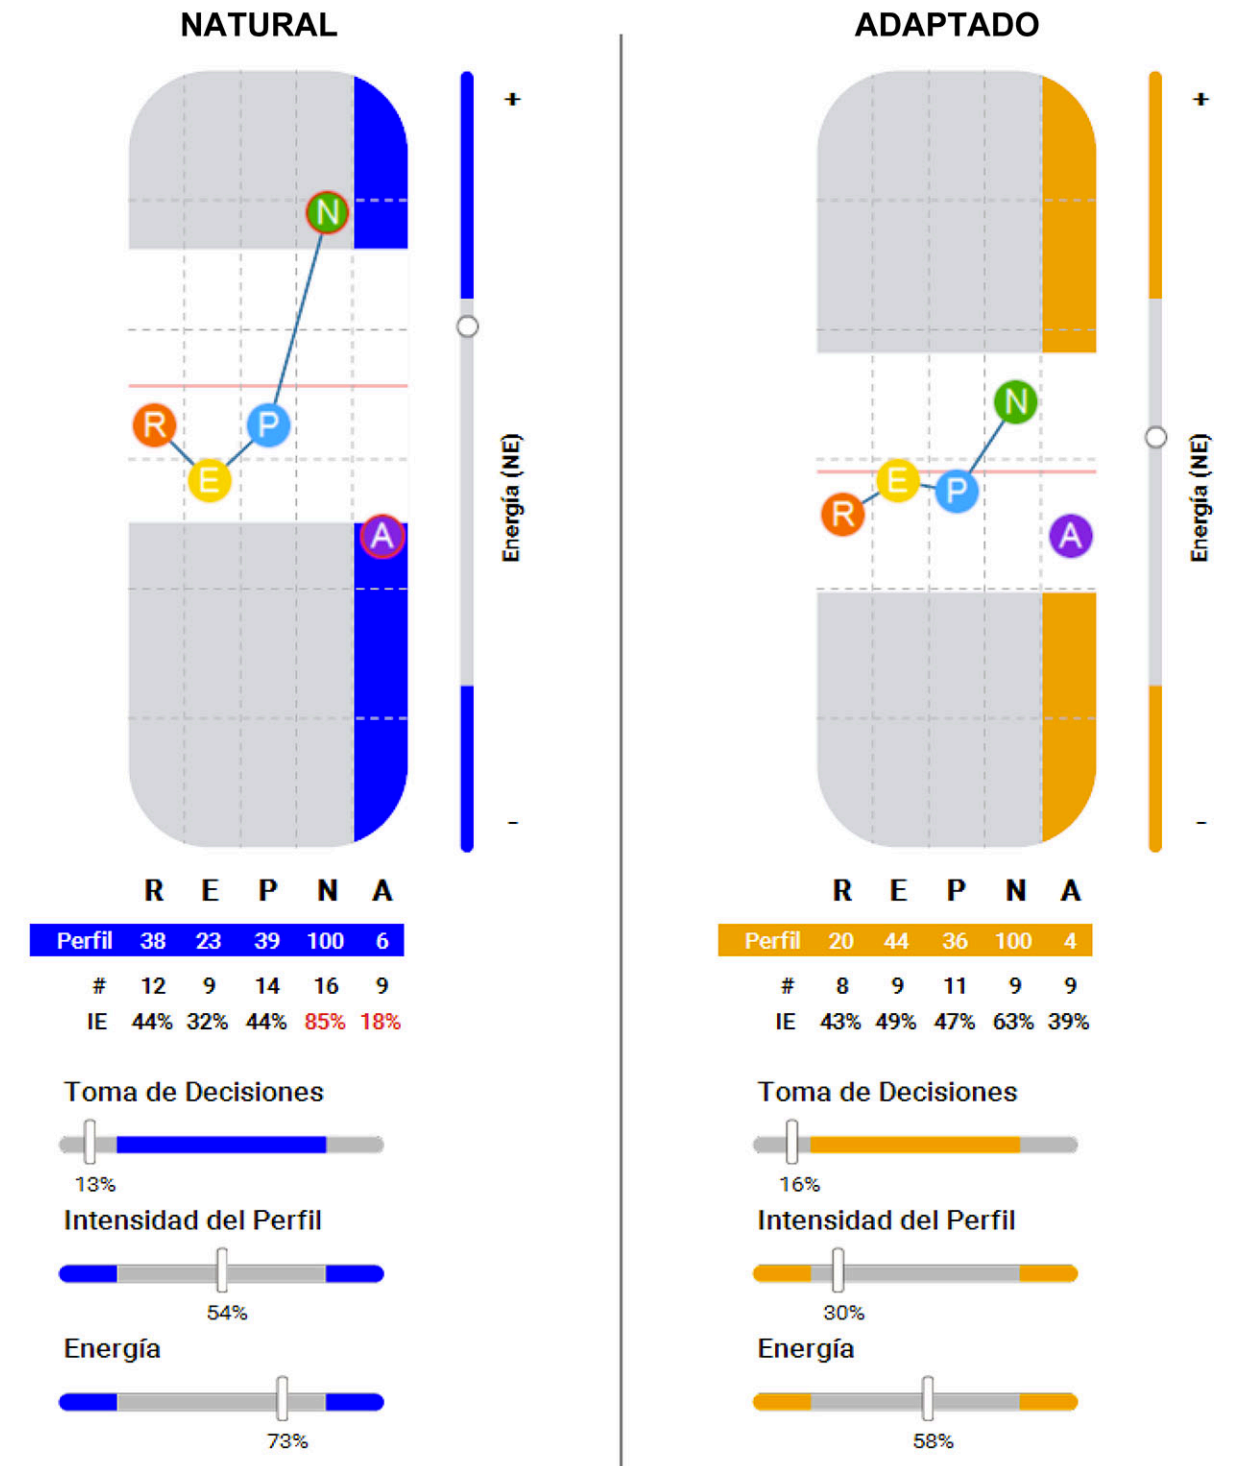 NATURAL
+
N
R
P
E
A
Energía (NE)
-
R E P N A
Perfil 38 23 39 100 6
# 12 9 14 16 9
IE 44% 32% 44% 85% 18%
Toma de Decisiones
13%
Intensidad del Perfil
54%
Energía
73%
ADAPTADO
+
N
E
P
R
A
Energía (NE)
-
R E P N A
Perfil 20 44 36 100 4
# 8 9 11 9 9
IE 43% 49% 47% 63% 39%
Toma de Decisiones
16%
Intensidad del Perfil
30%
Energía
58%